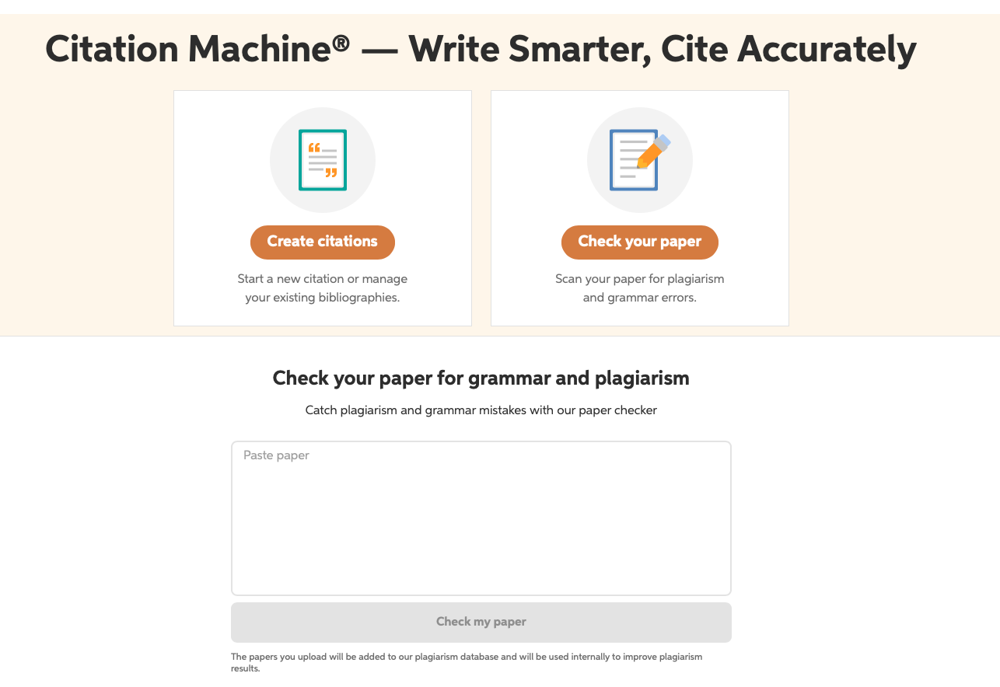 Citation Machine® — Write Smarter, Cite Accurately
Create citations
Start a new citation or manage
your existing bibliographies.
Check your paper
Scan your paper for plagiarism
and grammar errors.
Check your paper for grammar and plagiarism
Catch plagiarism and grammar mistakes with our paper checker
Paste paper
Check my paper
The papers you upload will be added to our plagiarism database and will be used internally to improve plagiarism
results.